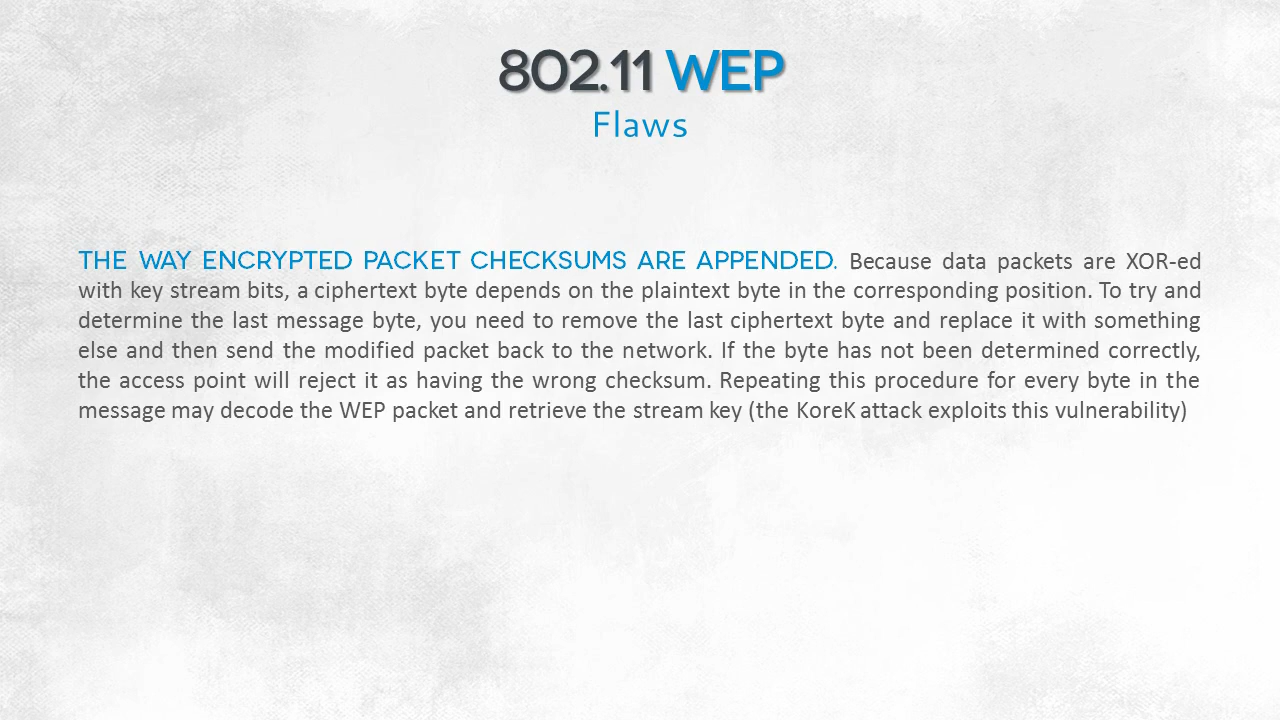 802.11 WEP
Flaws
THE WAY ENCRYPTED PACKET CHECKSUMS ARE APPENDED. Because data packets are XOR-ed
with key stream bits, a ciphertext byte depends on the plaintext byte in the corresponding position. To try and
determine the last message byte, you need to remove the last ciphertext byte and replace it with something
else and then send the modified packet back to the network. If the byte has not been determined correctly,
the access point will reject it as having the wrong checksum. Repeating this procedure for every byte in the
message may decode the WEP packet and retrieve the stream key (the KoreK attack exploits this vulnerability)